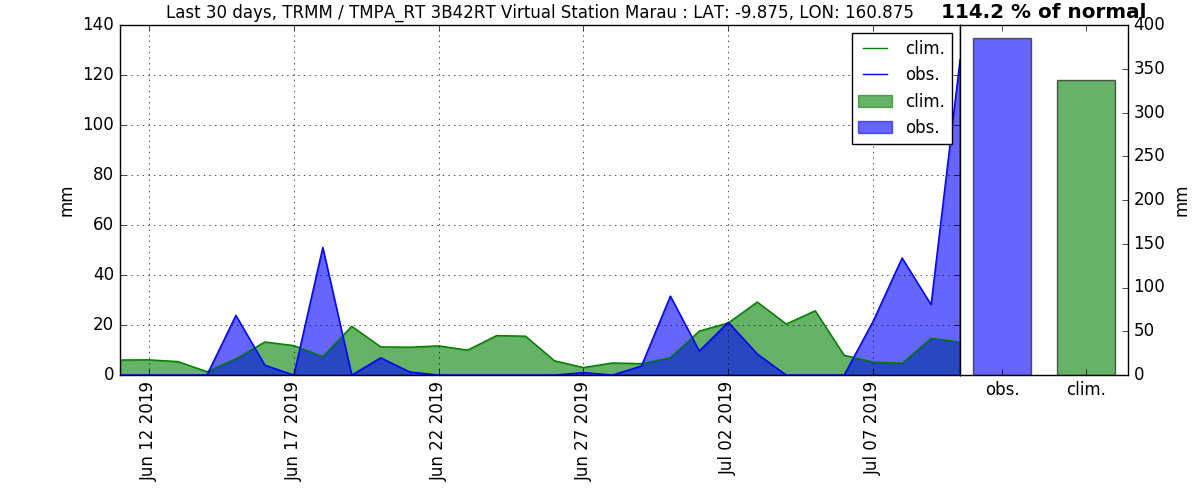 Last 30 days, TRMM / TMPA_RT 3B42RT Virtual Station Marau : LAT: -9.875, LON: 160.875
114.2 % of normal
140
120
100
80
60
40
20
0
mm
clim.
obs.
clim.
obs.
Jun 12 2019
Jun 17 2019
Jun 22 2019
Jun 27 2019
Jul 02 2019
Jul 07 2019
400
350
300
250
200
150
100
50
0
mm
obs.
clim.